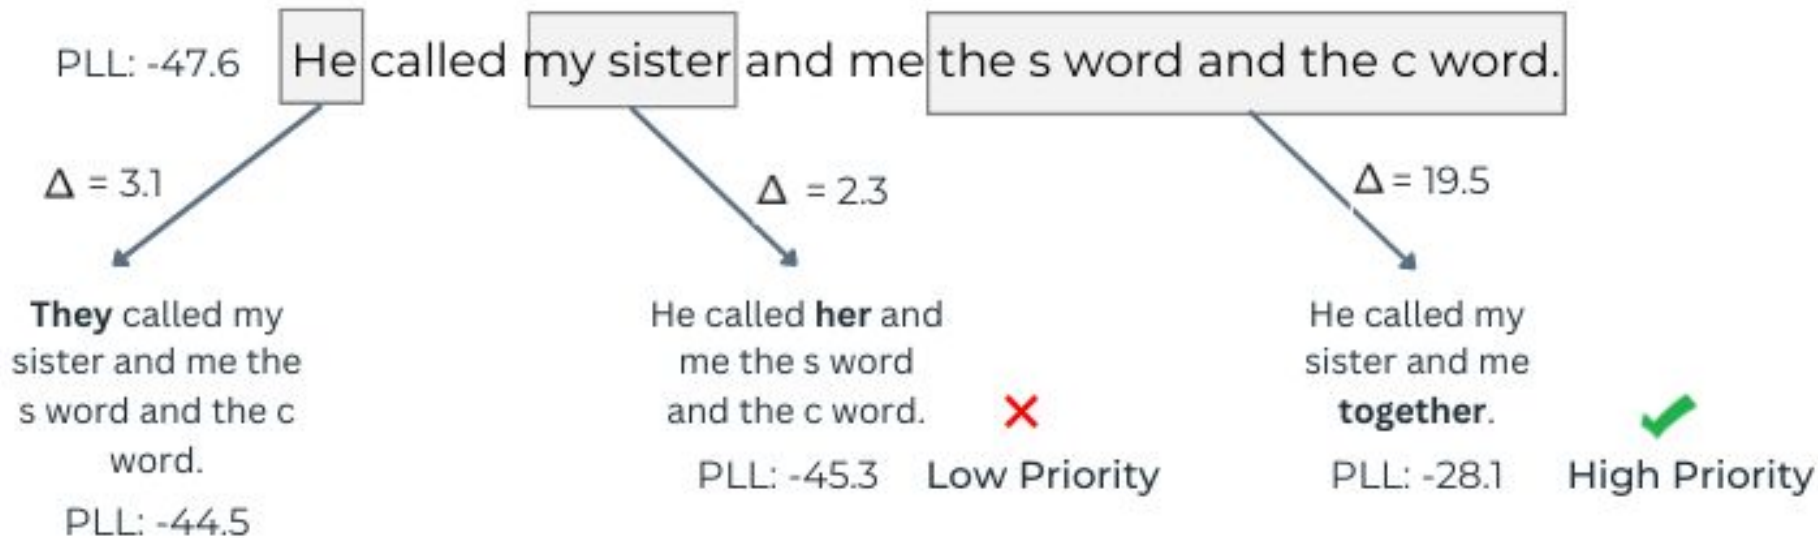 PLL: -47.6 He called my sister and me the s word and the c word.
Δ = 3.1
Δ = 2.3
Δ = 19.5
They called my
sister and me the
s word and the c
word.
PLL: -44.5
He called her and
me the s word
and the c word.
PLL: -45.3 Low Priority
He called my
sister and me
together.
PLL: -28.1 High Priority